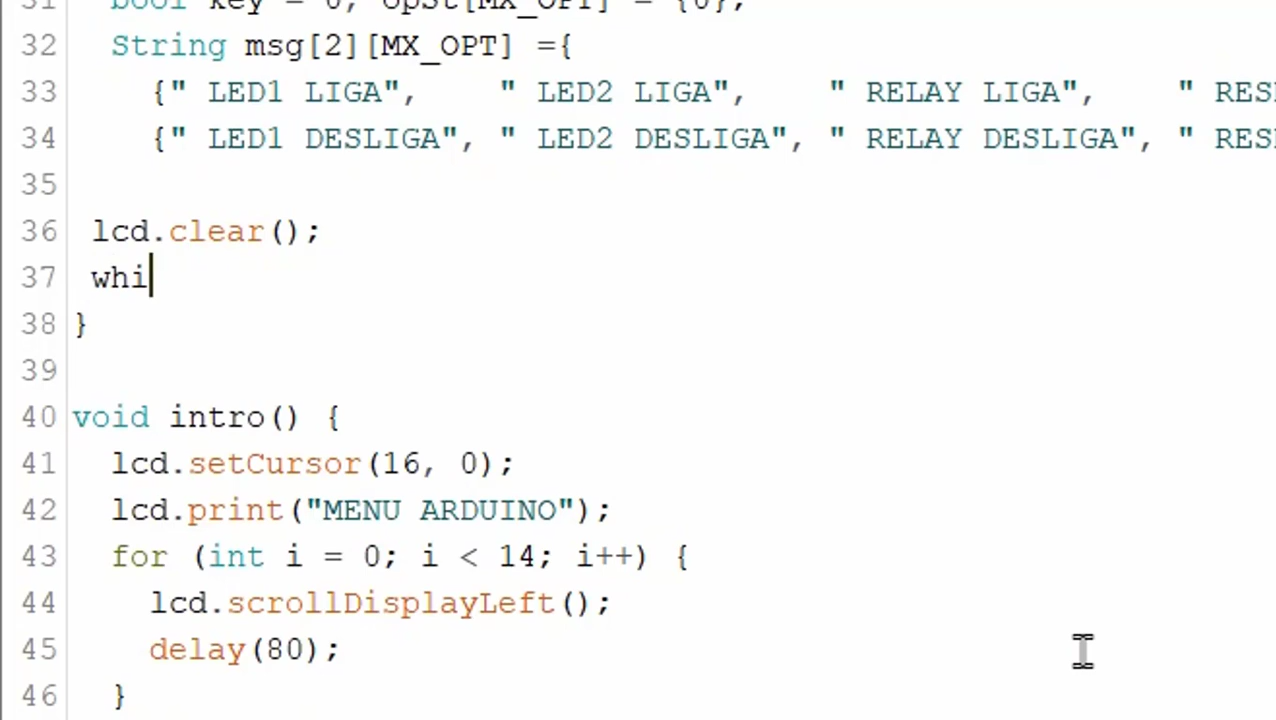 31   bool key = 0, opSt[MX_OPT] = {0};
32   String msg[2][MX_OPT] ={
33     {" LED1 LIGA",    " LED2 LIGA",    " RELAY LIGA",    " RES
34     {" LED1 DESLIGA", " LED2 DESLIGA", " RELAY DESLIGA", " RES
35
36  lcd.clear();
37  whi
38 }
39
40 void intro() {
41   lcd.setCursor(16, 0);
42   lcd.print("MENU ARDUINO");
43   for (int i = 0; i < 14; i++) {
44     lcd.scrollDisplayLeft();
45     delay(80);
46   }